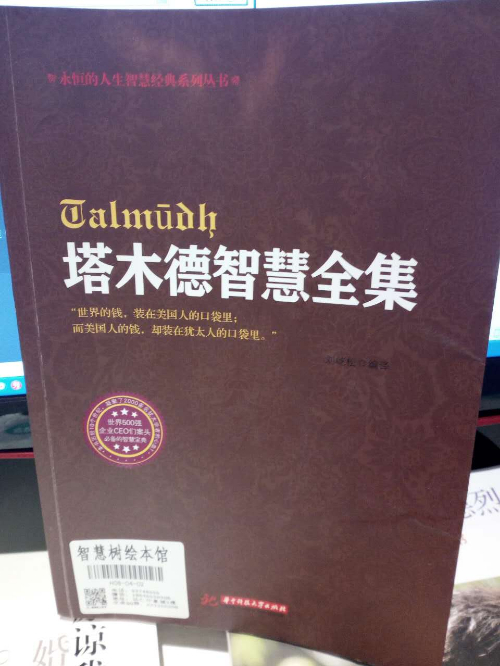 永恒的人生智慧经典系列丛书
Talmūdh
塔木德智慧全集
“世界的钱，装在美国人的口袋里；
而美国人的钱，却装在犹太人的口袋里。”
世界500强
企业CEO们案头
必备的智慧宝典
智慧树绘本馆
华中科技大学出版社